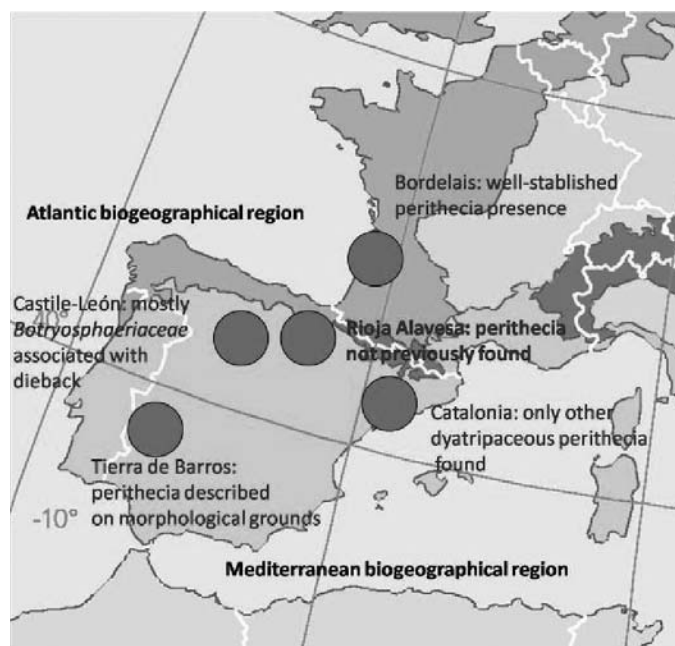 Bordelais: well-stablished
perithecia presence
Atlantic biogeographical region
Castile-León: mostly
Botryosphaeriaceae
associated with
dieback
40°
Rioja Alavesa: perithecia
not previously found
Catalonia: only other
dyatripaceous perithecia
found
Tierra de Barros:
perithecia described
on morphological grounds
-10°
Mediterranean biogeographical region